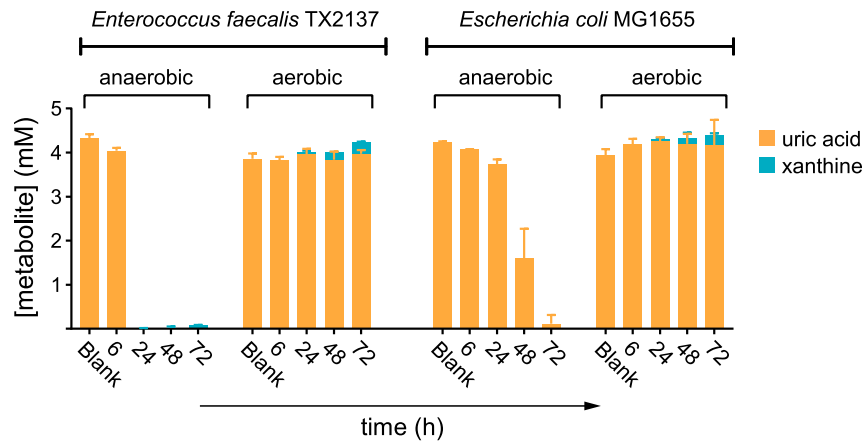 Enterococcus faecalis TX2137 Escherichia coli MG1655
anaerobic aerobic anaerobic aerobic
[metabolite] (mM)
5
4
3
2
1
uric acid
xanthine
Blank 6 24 48 72 Blank 6 24 48 72 Blank 6 24 48 72 Blank 6 24 48 72
time (h)